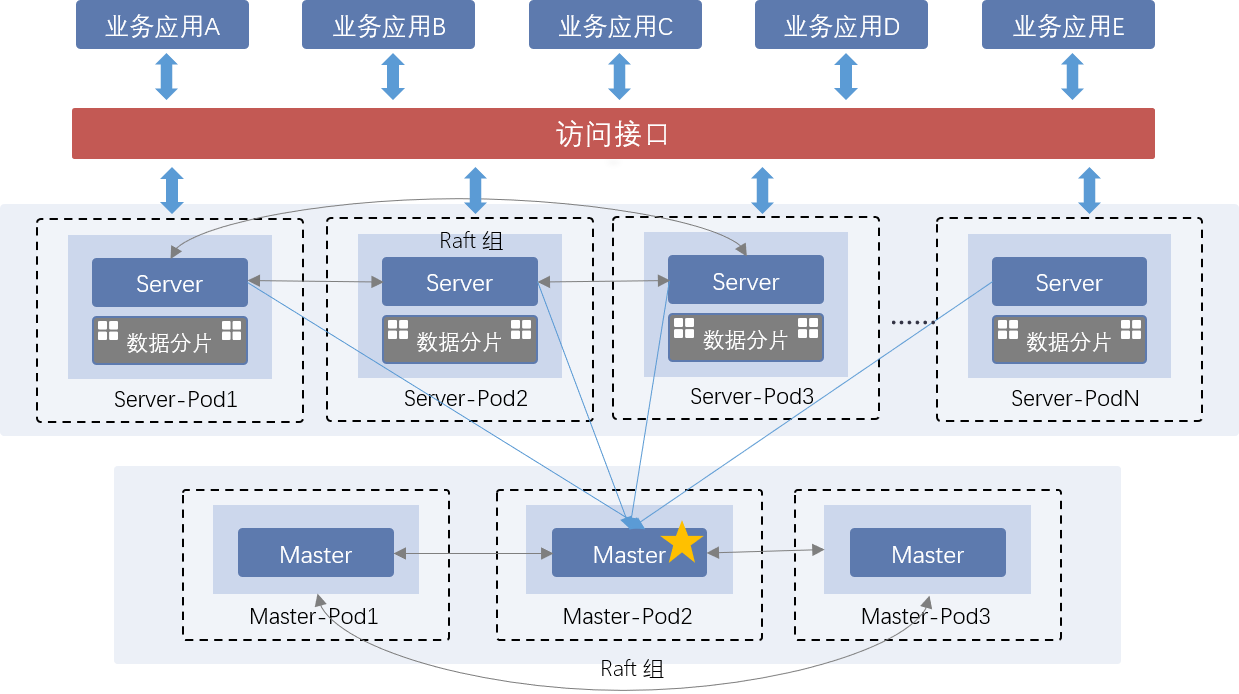 业务应用A
业务应用B
业务应用C
业务应用D
业务应用E
访问接口
Raft 组
Server
Server
Server
Server
数据分片
数据分片
数据分片
······
数据分片
Server-Pod1
Server-Pod2
Server-Pod3
Server-PodN
Master
Master
Master
Master-Pod1
Master-Pod2
Master-Pod3
Raft 组